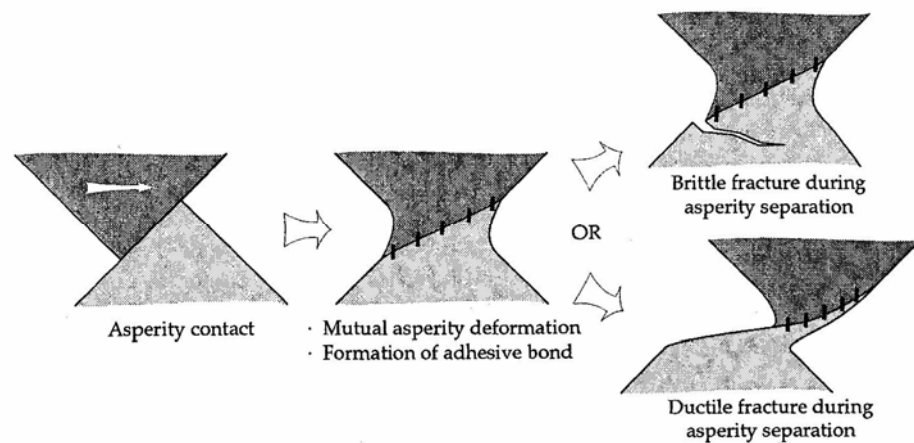 Asperity contact
· Mutual asperity deformation
· Formation of adhesive bond
OR
Brittle fracture during
asperity separation
Ductile fracture during
asperity separation